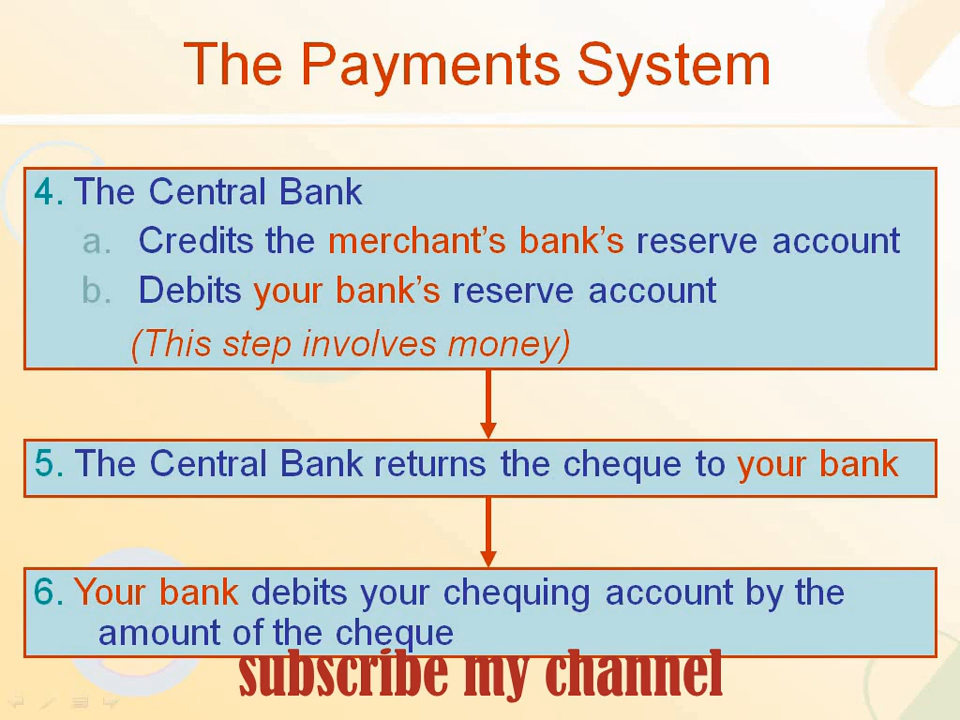 The Payments System
4. The Central Bank
a. Credits the merchant's bank's reserve account
b. Debits your bank's reserve account
(This step involves money)
5. The Central Bank returns the cheque to your bank
6. Your bank debits your chequing account by the
amount of the cheque
subscribe my channel